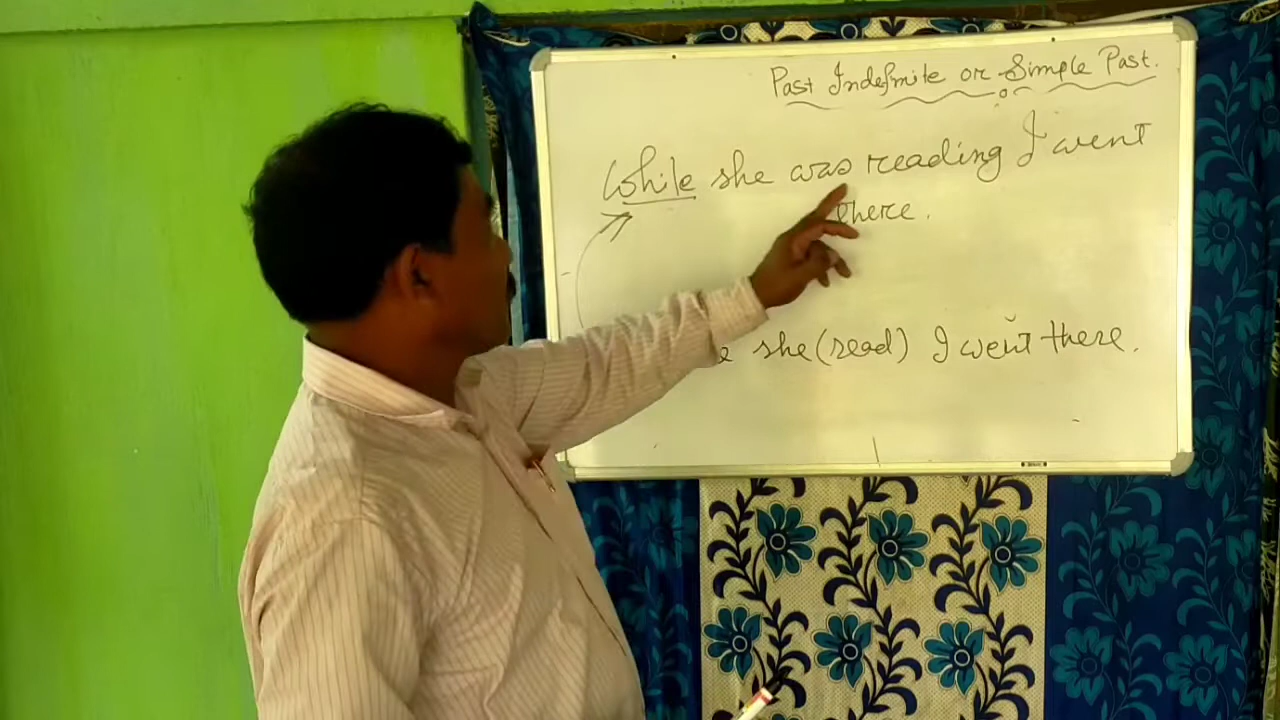 Past Indefinite or Simple Past.
While she was reading I went
there.
she (read) I went there.